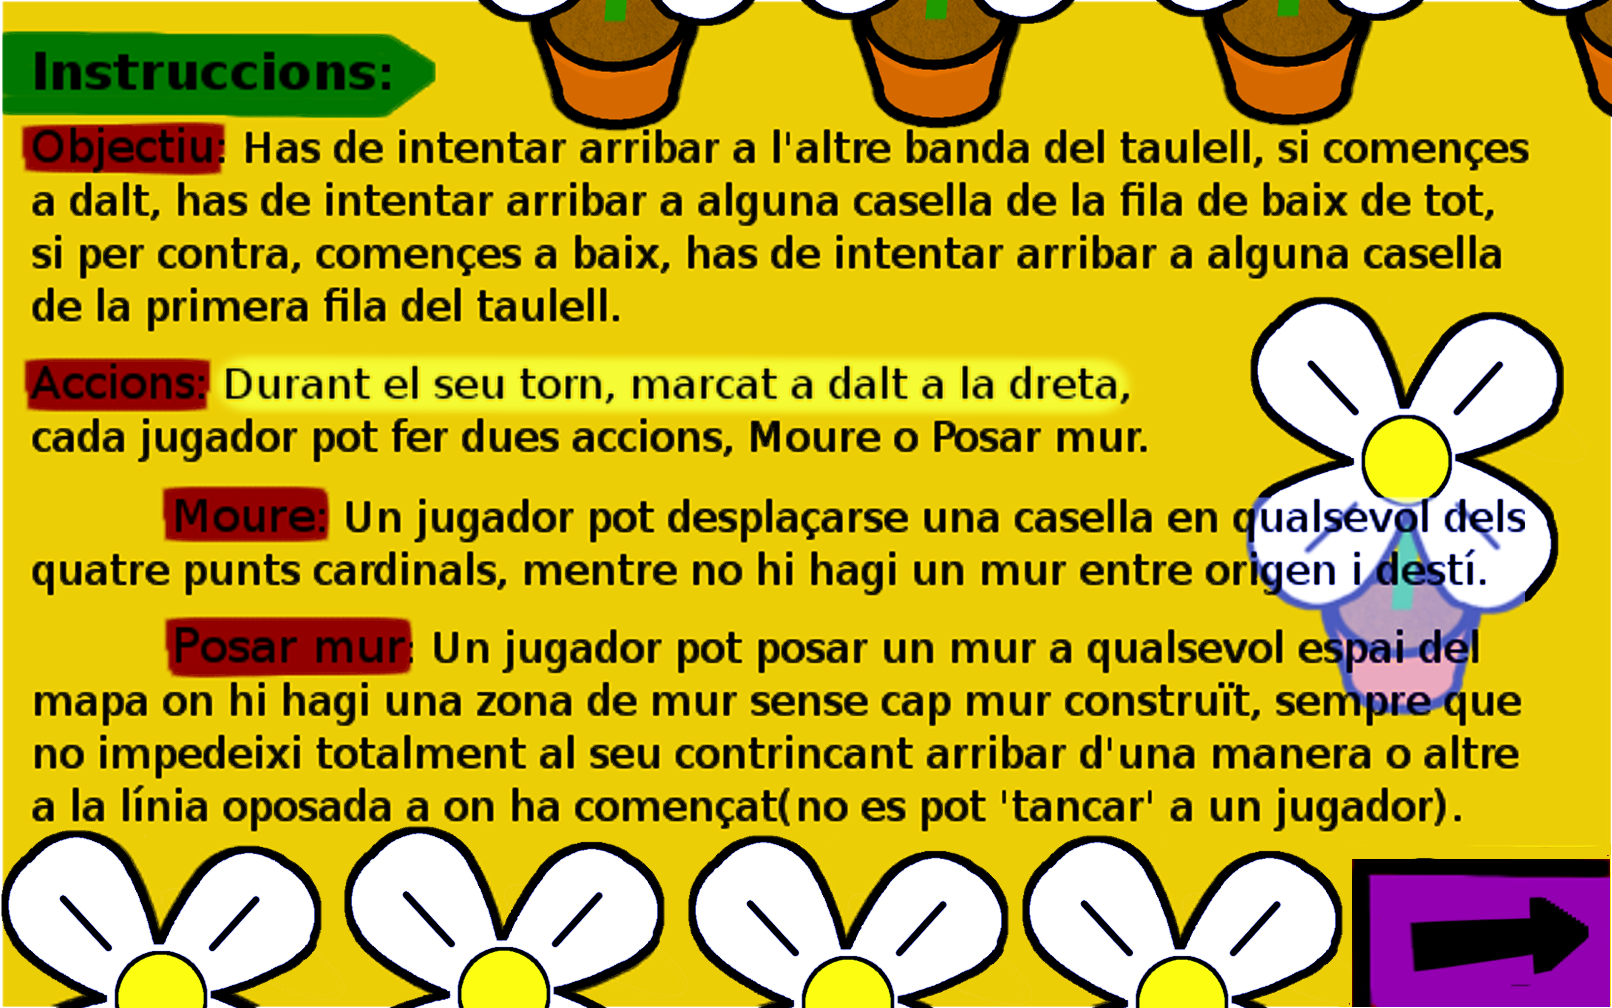 Instruccions:
Objectiu: Has de intentar arribar a l'altre banda del taulell, si començes
a dalt, has de intentar arribar a alguna casella de la fila de baix de tot,
si per contra, començes a baix, has de intentar arribar a alguna casella
de la primera fila del taulell.
Accions: Durant el seu torn, marcat a dalt a la dreta,
cada jugador pot fer dues accions, Moure o Posar mur.
Moure: Un jugador pot desplaçarse una casella en qualsevol dels
quatre punts cardinals, mentre no hi hagi un mur entre origen i destí.
Posar mur: Un jugador pot posar un mur a qualsevol espai del
mapa on hi hagi una zona de mur sense cap mur construït, sempre que
no impedeixi totalment al seu contrincant arribar d'una manera o altre
a la línia oposada a on ha començat(no es pot 'tancar' a un jugador).